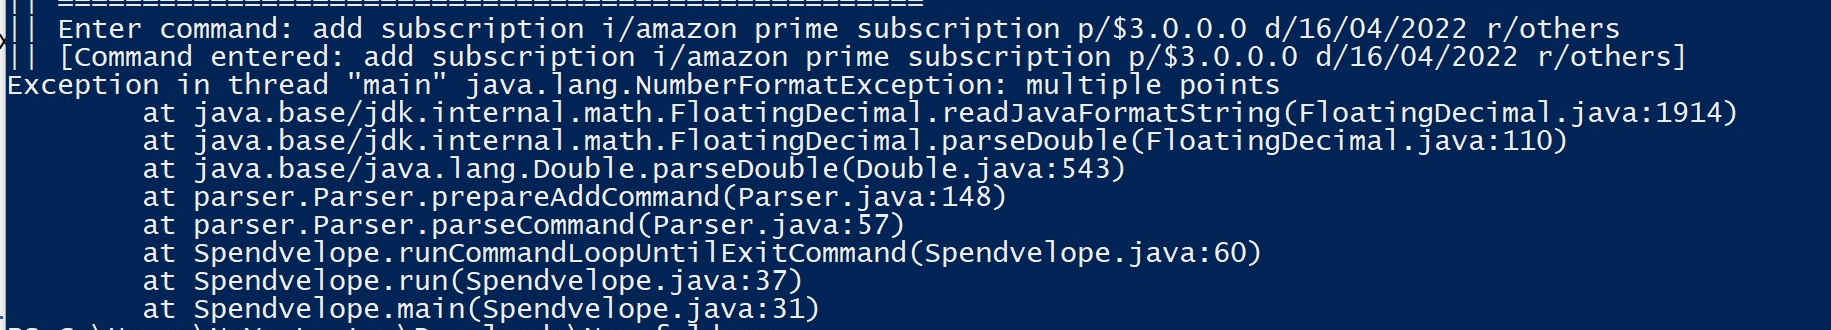 || ===================================================
|| Enter command: add subscription i/amazon prime subscription p/$3.0.0.0 d/16/04/2022 r/others
|| [Command entered: add subscription i/amazon prime subscription p/$3.0.0.0 d/16/04/2022 r/others]
Exception in thread "main" java.lang.NumberFormatException: multiple points
at java.base/jdk.internal.math.FloatingDecimal.readJavaFormatString(FloatingDecimal.java:1914)
at java.base/jdk.internal.math.FloatingDecimal.parseDouble(FloatingDecimal.java:110)
at java.base/java.lang.Double.parseDouble(Double.java:543)
at parser.Parser.prepareAddCommand(Parser.java:148)
at parser.Parser.parseCommand(Parser.java:57)
at Spendvelope.runCommandLoopUntilExitCommand(Spendvelope.java:60)
at Spendvelope.run(Spendvelope.java:37)
at Spendvelope.main(Spendvelope.java:31)